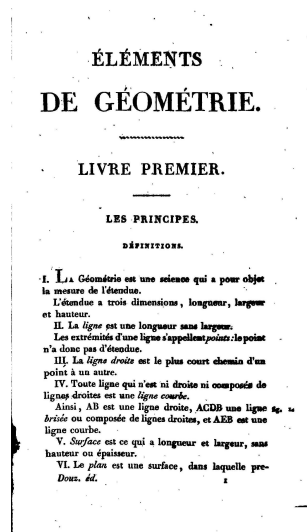 ÉLÉMENTS
DE GÉOMÉTRIE.
LIVRE PREMIER.
LES PRINCIPES.
DÉFINITIONS.
I. LA Géométrie est une science qui a pour objet
la mesure de l'étendue.
L'étendue a trois dimensions, longueur, largeur
et hauteur.
II. La ligne est une longueur sans largeur.
Les extrémités d'une ligne s'appellent points : le point
n'a donc pas d'étendue.
III. La ligne droite est le plus court chemin d'un
point à un autre.
IV. Toute ligne qui n'est ni droite ni composée de
lignes droites est une ligne courbe.
Ainsi, AB est une ligne droite, ACDB une ligne fig. 1.
brisée ou composée de lignes droites, et AEB est une
ligne courbe.
V. Surface est ce qui a longueur et largeur, sans
hauteur ou épaisseur.
VI. Le plan est une surface, dans laquelle pre-
Douz. éd. 1